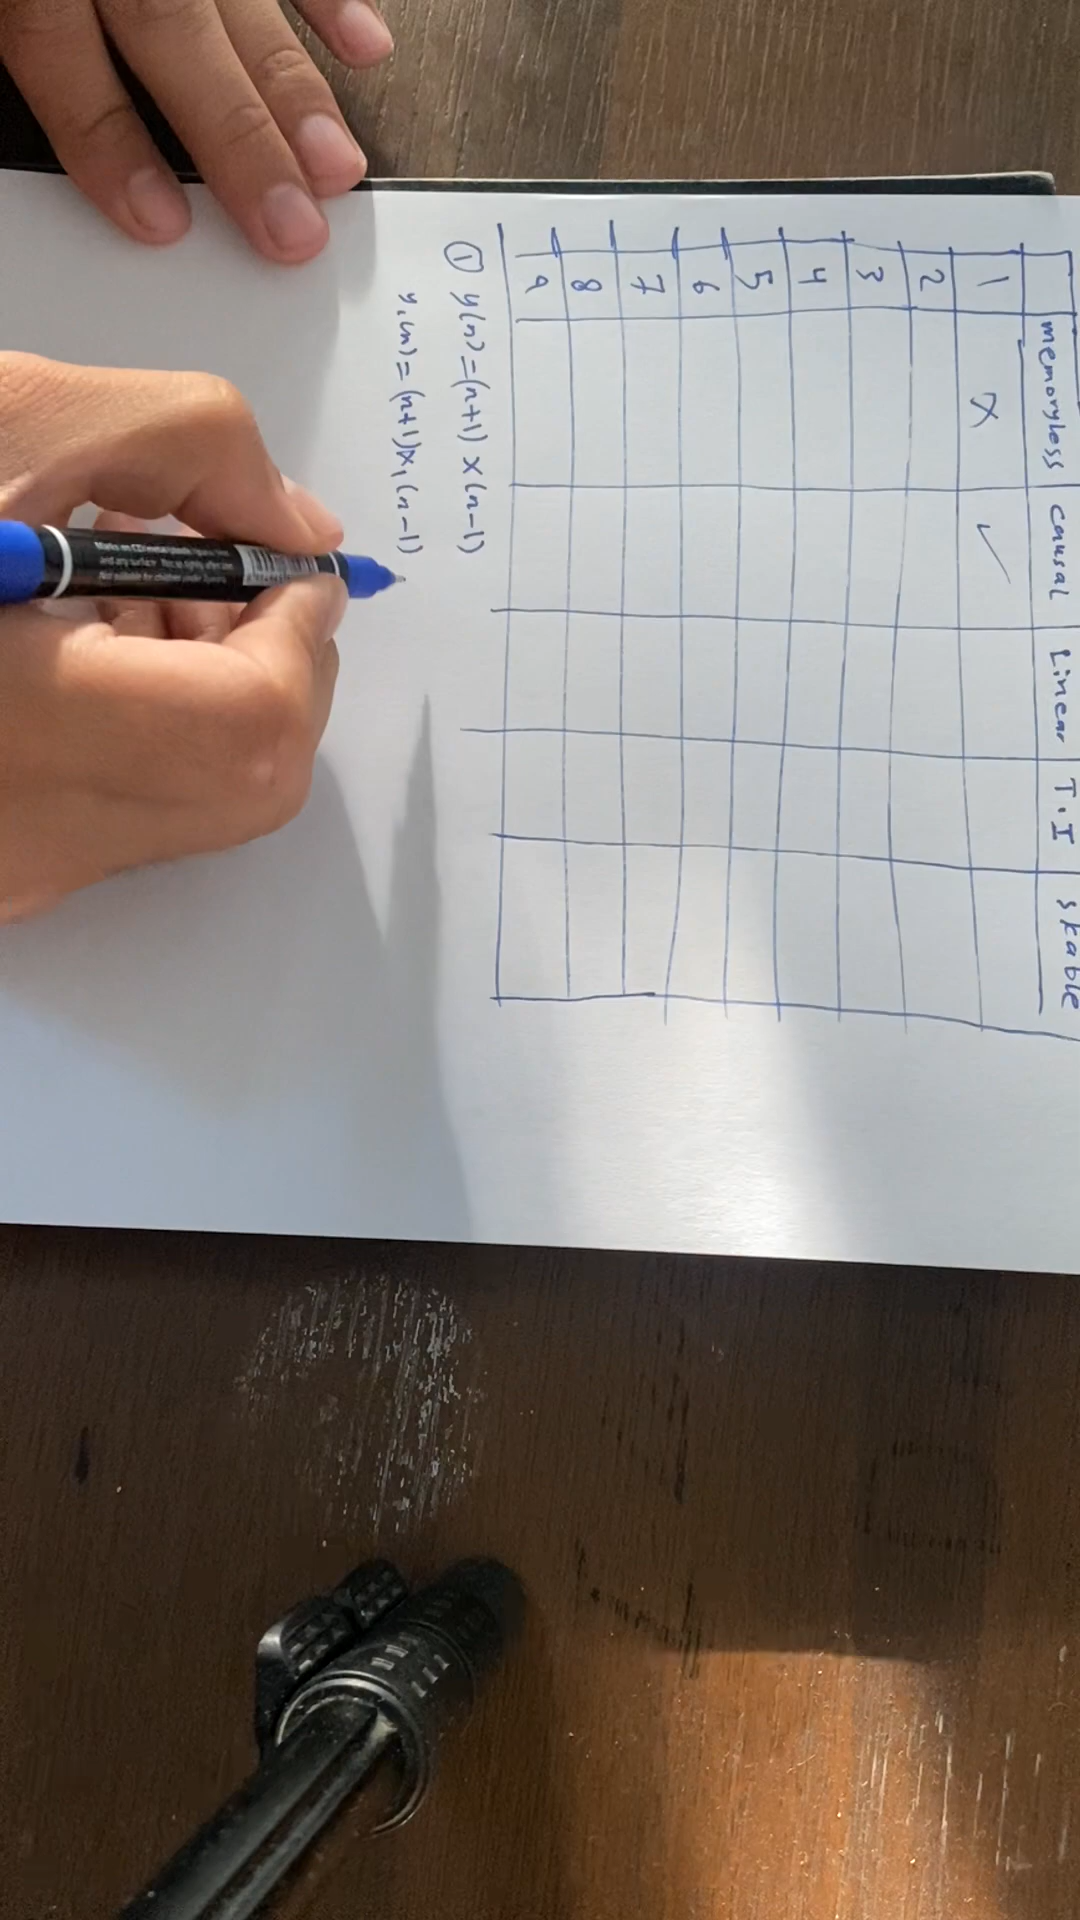 memoryless causal Linear T.I skable
1 x ✓
2
3
4
5
6
7
8
9
① y(n)=(n+1) x(n-1)
y₁(n)=(n+1)x₁(n-1)